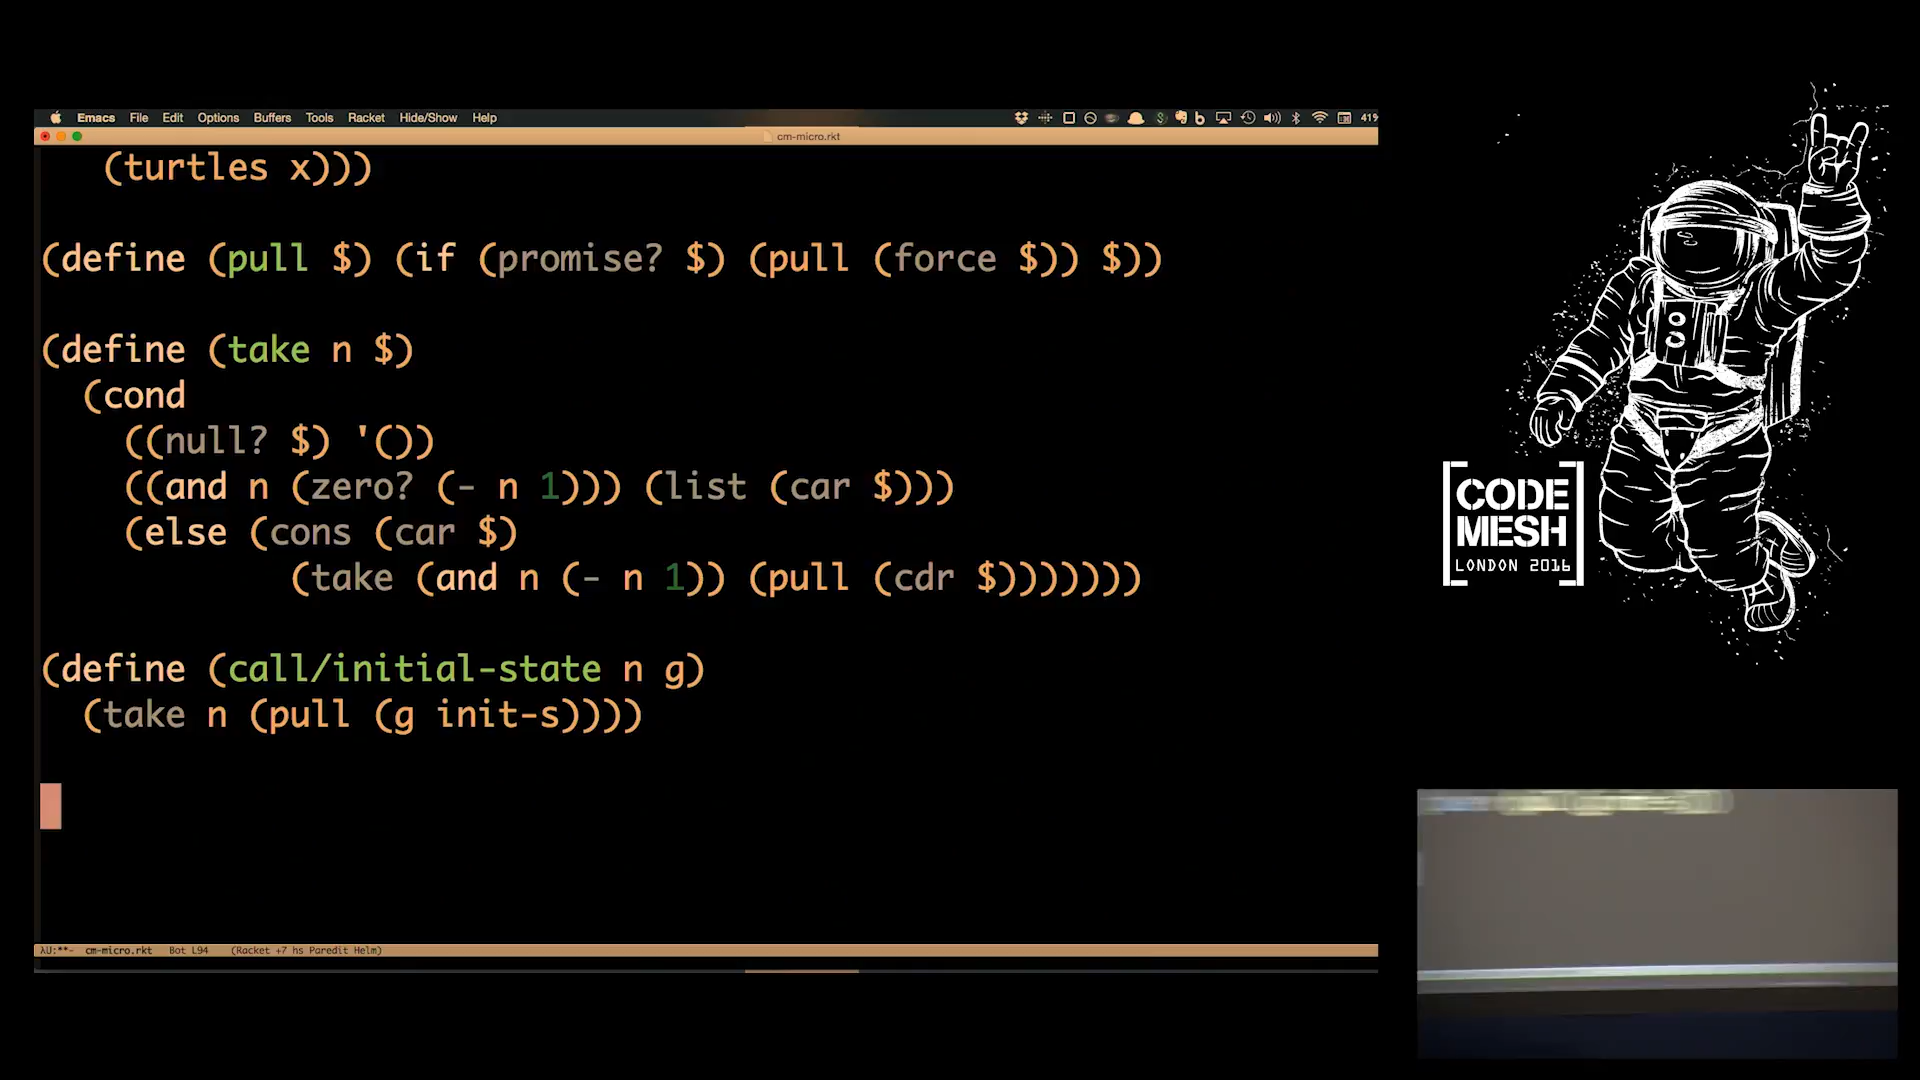 Emacs File Edit Options Buffers Tools Racket Hide/Show Help 41%
cm-micro.rkt
(turtles x)))
(define (pull $) (if (promise? $) (pull (force $)) $))
(define (take n $)
(cond
((null? $) '())
((and n (zero? (- n 1))) (list (car $)))
(else (cons (car $)
(take (and n (- n 1)) (pull (cdr $)))))))
(define (call/initial-state n g)
(take n (pull (g init-s))))
λU:**- cm-micro.rkt Bot L94 (Racket +7 hs Paredit Helm)
CODE
MESH
LONDON 2016